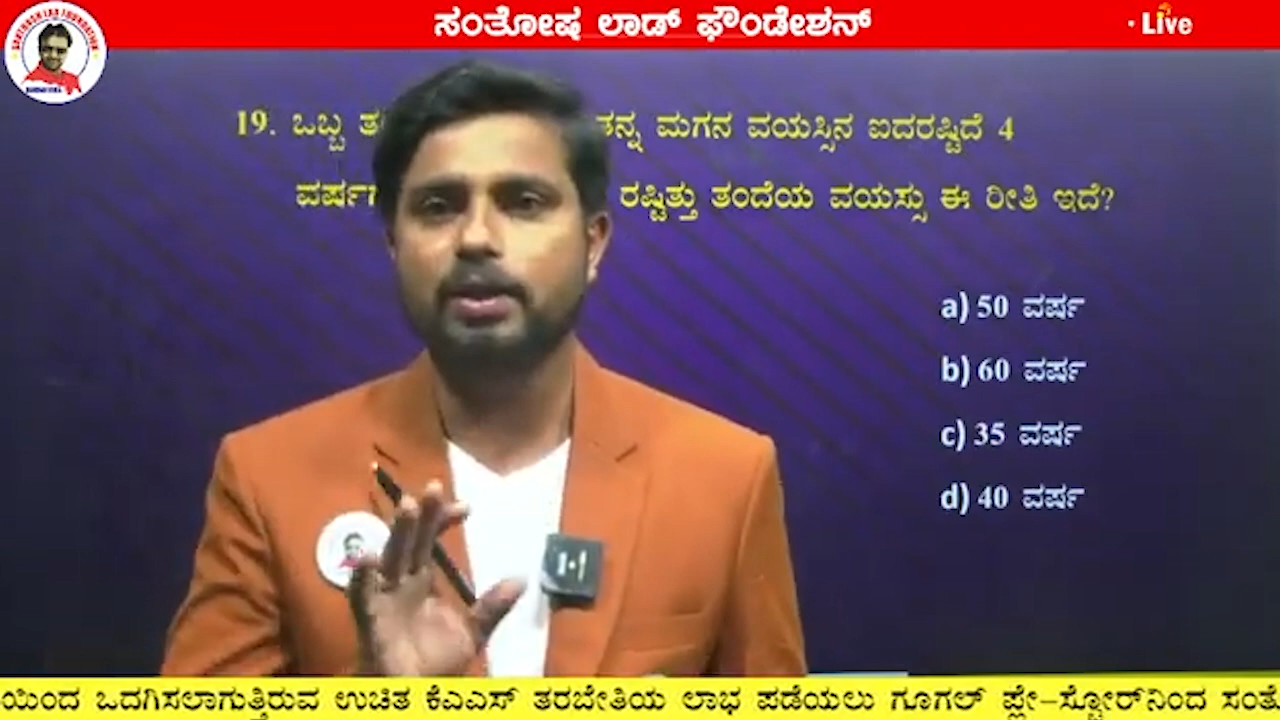 ಸಂತೋಷ ಲಾಡ್ ಫೌಂಡೇಶನ್
Live
19. ಒಬ್ಬ ಮಗನ ವಯಸ್ಸಿನ ಐದರಷ್ಟಿದೆ 4
ರಷ್ಟಿತ್ತು ತಂದೆಯ ವಯಸ್ಸು ಈ ರೀತಿ ಇದೆ?
a) 50 ವರ್ಷ
b) 60 ವರ್ಷ
c) 35 ವರ್ಷ
d) 40 ವರ್ಷ
ಯಿಂದ ಒದಗಿಸಲಾಗುತ್ತಿರುವ ಉಚಿತ ಕೆಎಎಸ್ ತರಬೇತಿಯ ಲಾಭ ಪಡೆಯಲು ಗೂಗಲ್ ಪ್ಲೇ-ಸ್ಟೋರ್‌ನಿಂದ ಸಂತೋ